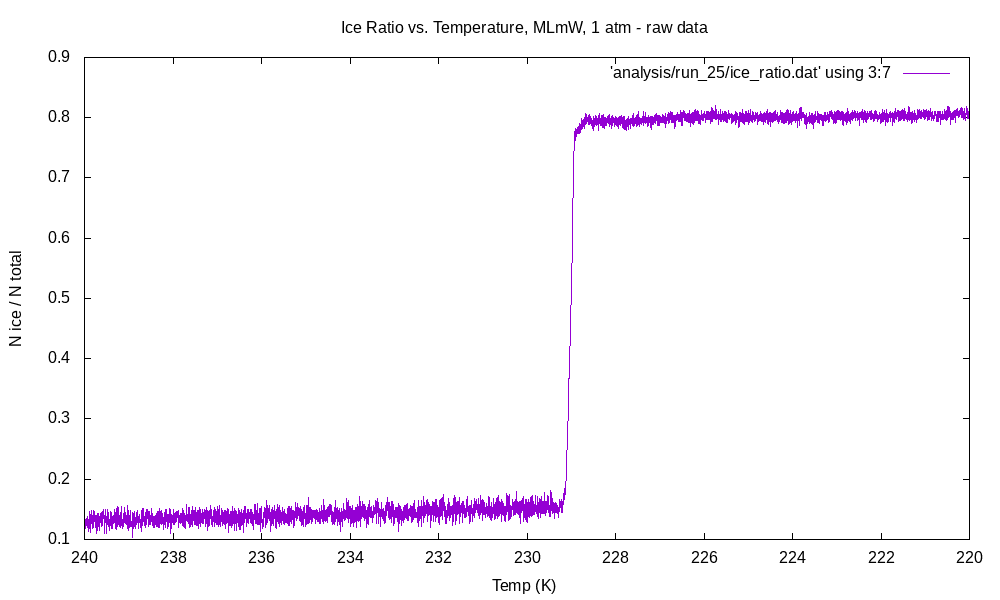 Ice Ratio vs. Temperature, MLmW, 1 atm - raw data
'analysis/run_25/ice_ratio.dat' using 3:7
0.9
0.8
0.7
0.6
0.5
0.4
0.3
0.2
0.1
N ice / N total
240 238 236 234 232 230 228 226 224 222 220
Temp (K)